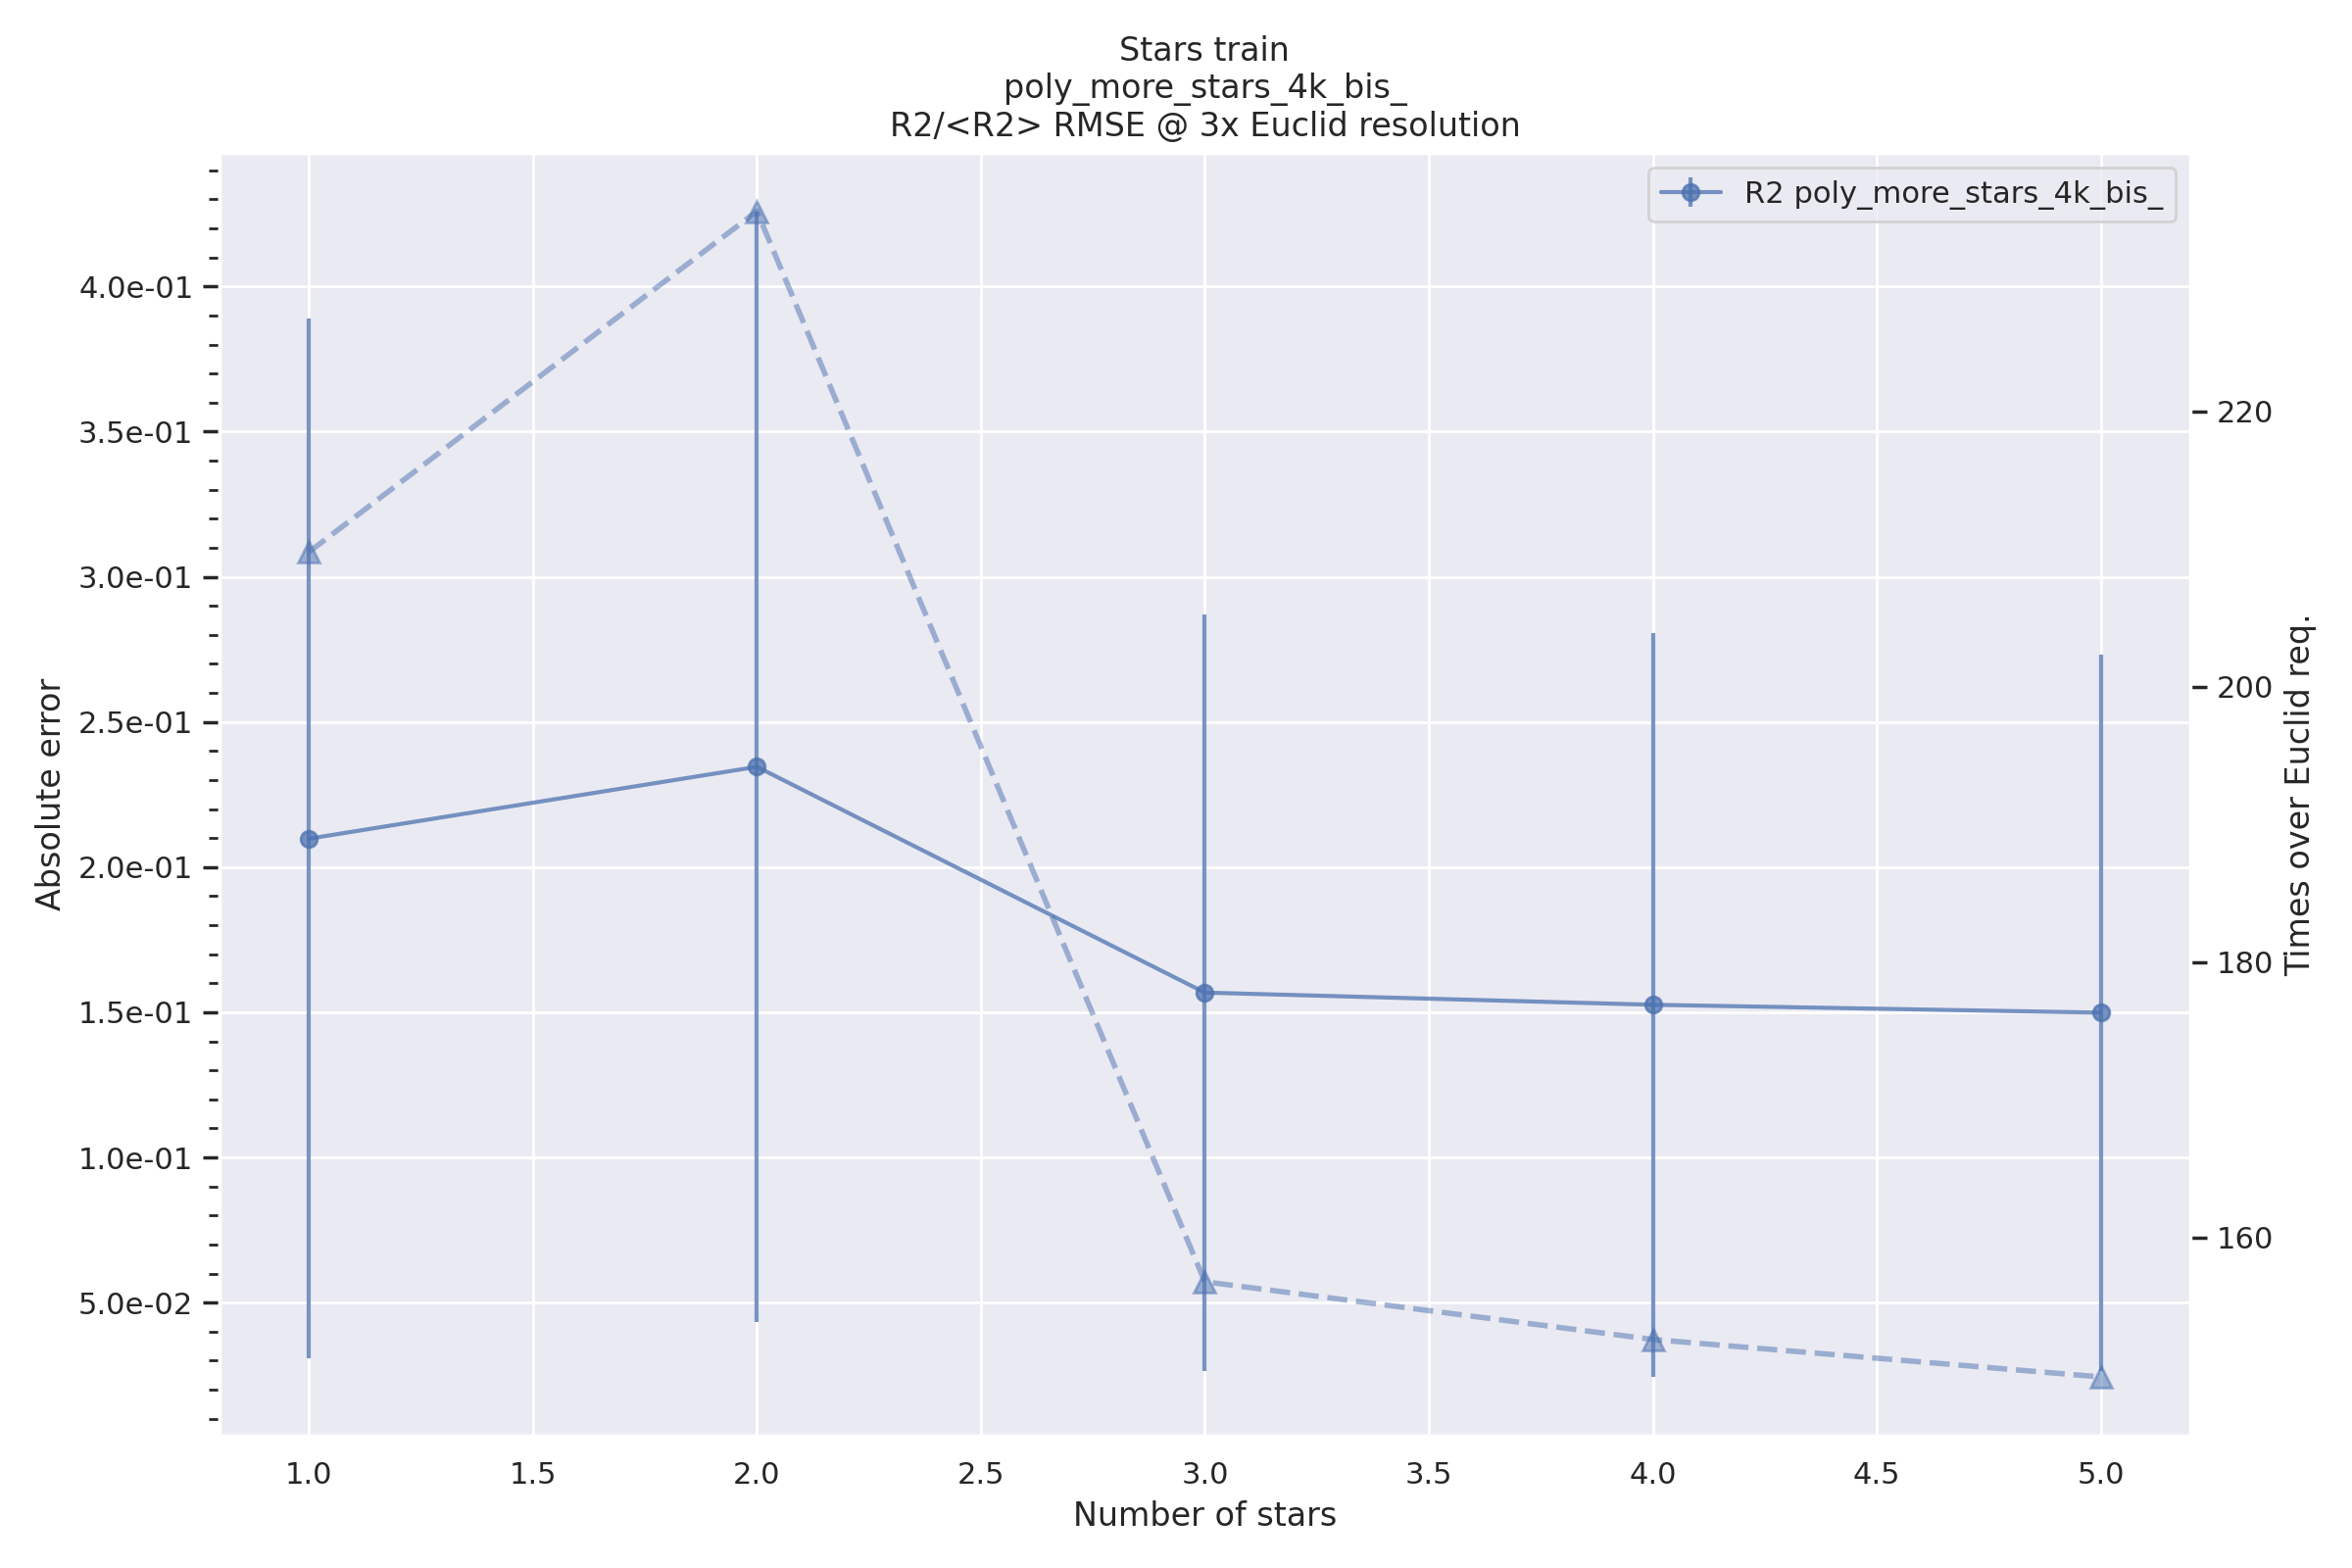 Stars train
poly_more_stars_4k_bis_
R2/<R2> RMSE @ 3x Euclid resolution
R2 poly_more_stars_4k_bis_
4.0e-01
3.5e-01
3.0e-01
2.5e-01
2.0e-01
1.5e-01
1.0e-01
5.0e-02
Absolute error
220
200
180
160
Times over Euclid req.
1.0 1.5 2.0 2.5 3.0 3.5 4.0 4.5 5.0
Number of stars